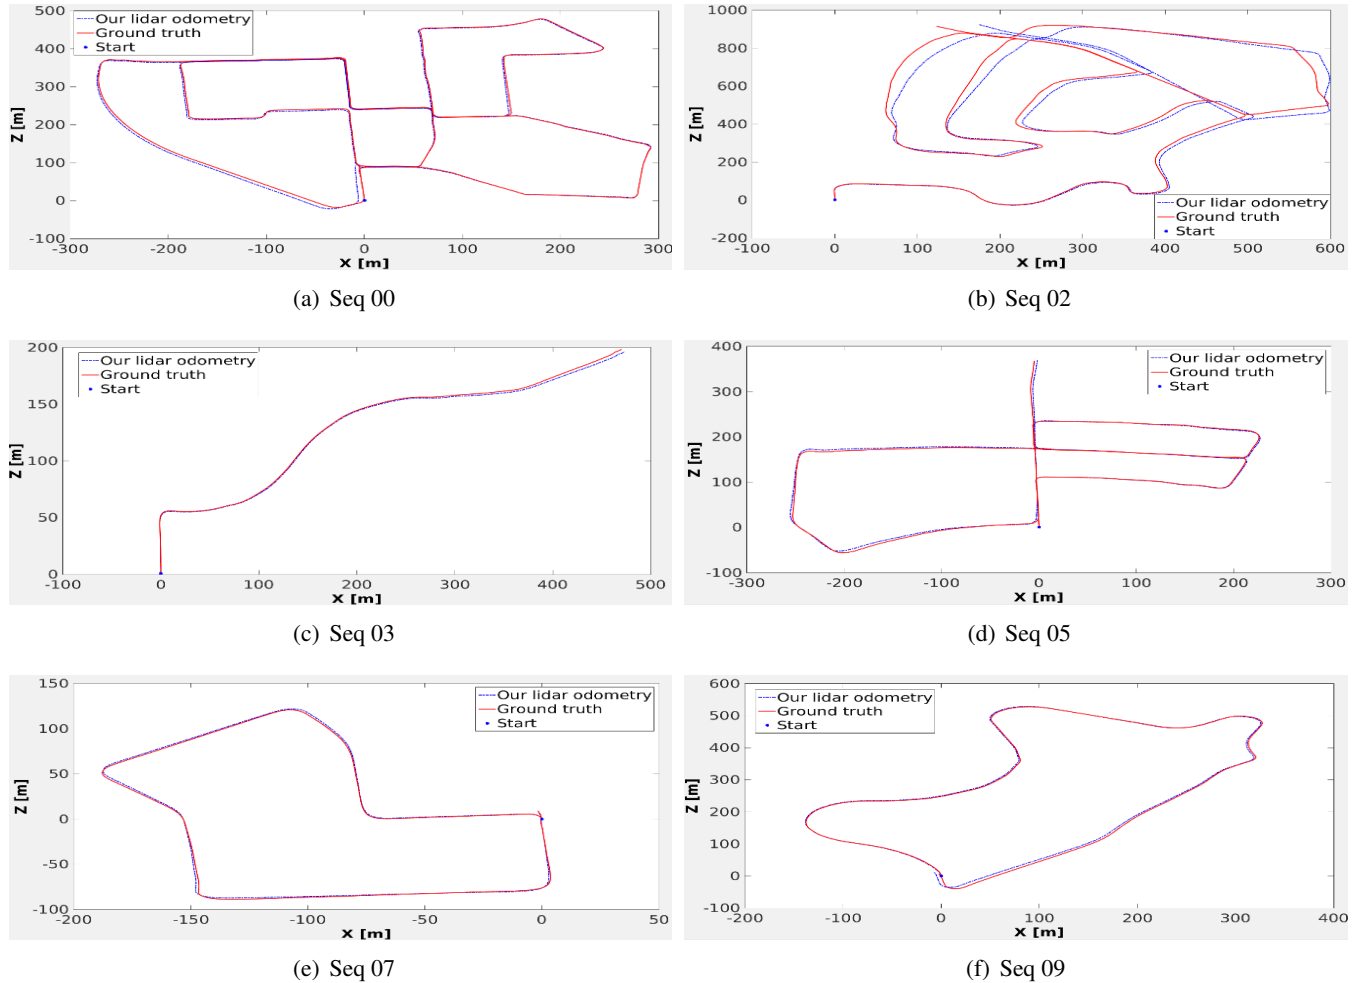 Our lidar odometry
Ground truth
Start
500
400
300
200
100
0
-100
Z [m]
-300 -200 -100 0 100 200 300
X [m]
(a) Seq 00
1000
800
600
400
200
0
-200
Z [m]
Our lidar odometry
Ground truth
Start
-100 0 100 200 300 400 500 600
X [m]
(b) Seq 02
200
150
100
50
0
Z [m]
Our lidar odometry
Ground truth
Start
-100 0 100 200 300 400 500
X [m]
(c) Seq 03
400
300
200
100
0
-100
Z [m]
Our lidar odometry
Ground truth
Start
-300 -200 -100 0 100 200 300
X [m]
(d) Seq 05
150
100
50
0
-50
-100
Z [m]
Our lidar odometry
Ground truth
Start
-200 -150 -100 -50 0 50
X [m]
(e) Seq 07
600
500
400
300
200
100
0
-100
Z [m]
Our lidar odometry
Ground truth
Start
-200 -100 0 100 200 300 400
X [m]
(f) Seq 09